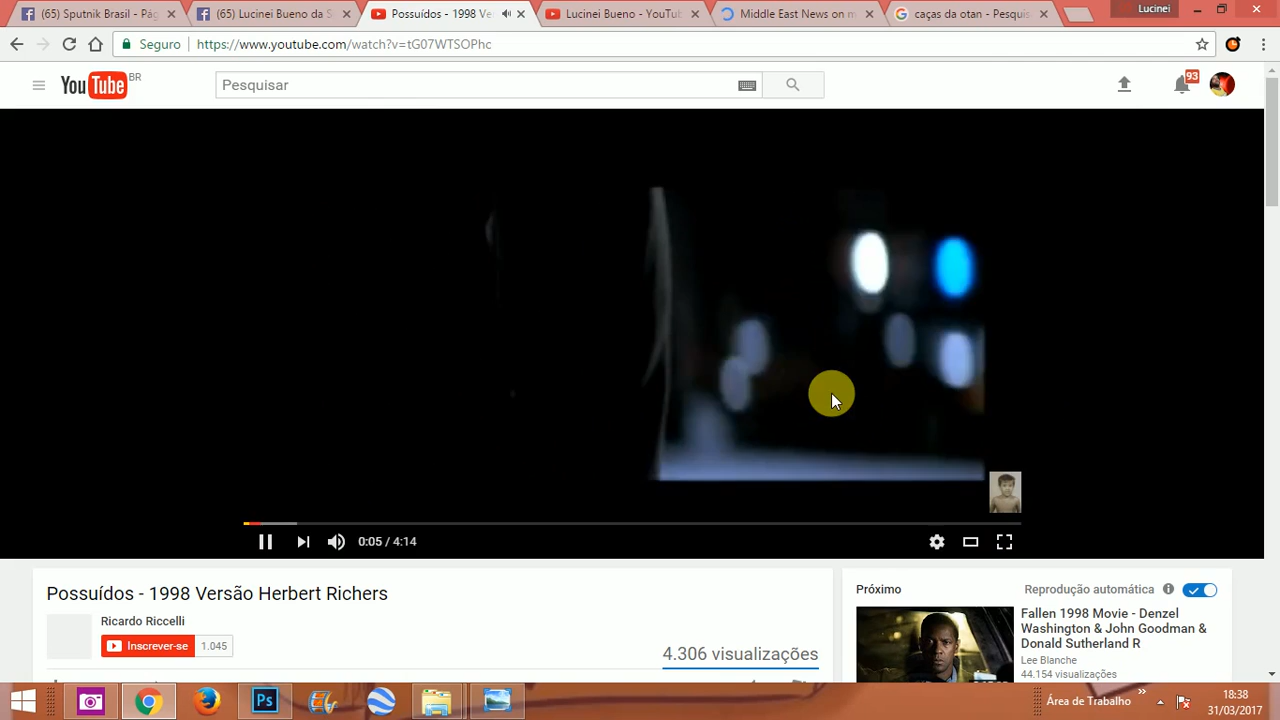 (65) Sputnik Brasil - Pág
(65) Lucinei Bueno da S
Possuídos - 1998 Ve
Lucinei Bueno - YouTub
Middle East News on m
caças da otan - Pesquis
Lucinei
Seguro
https://www.youtube.com/watch?v=tG07WTSOPhc
YouTube BR
Pesquisar
93
0:05 / 4:14
Possuídos - 1998 Versão Herbert Richers
Ricardo Riccelli
Inscrever-se 1.045
4.306 visualizações
Próximo
Reprodução automática
Fallen 1998 Movie - Denzel
Washington & John Goodman &
Donald Sutherland R
Lee Blanche
44.154 visualizações
Ps
Área de Trabalho
18:38
31/03/2017